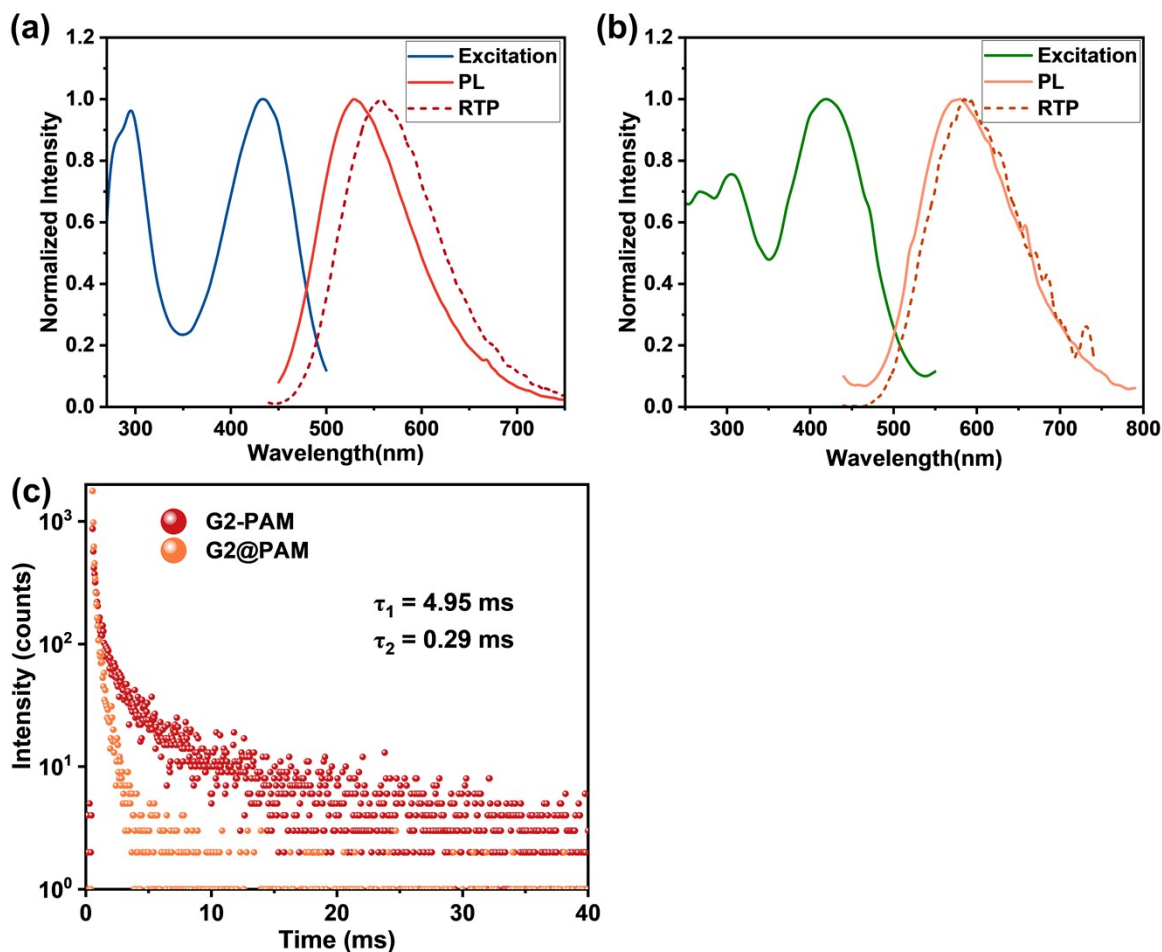 (a)
1.2
1.0
0.8
0.6
0.4
0.2
0.0
Normalized Intensity
Excitation
PL
RTP
300 400 500 600 700
Wavelength(nm)
(b)
1.2
1.0
0.8
0.6
0.4
0.2
0.0
Normalized Intensity
Excitation
PL
RTP
300 400 500 600 700 800
Wavelength(nm)
(c)
10³
10²
10¹
10⁰
Intensity (counts)
G2-PAM
G2@PAM
τ₁ = 4.95 ms
τ₂ = 0.29 ms
0 10 20 30 40
Time (ms)